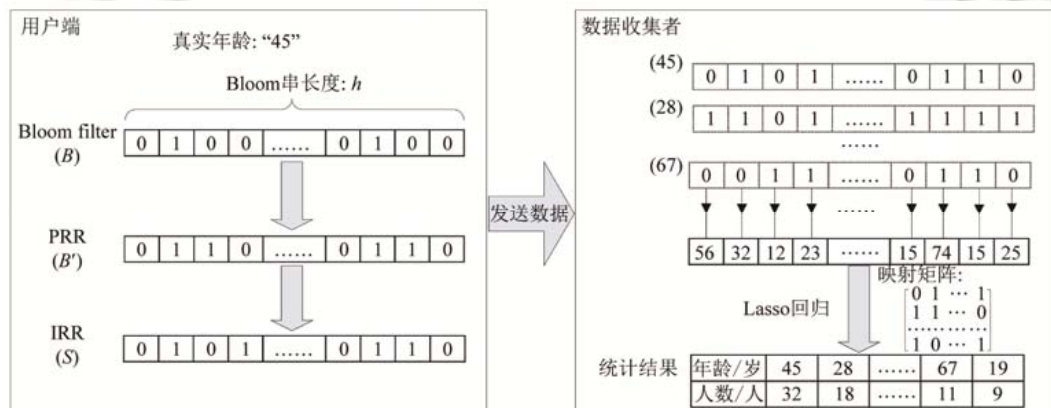 用户端
真实年龄: “45”
Bloom串长度: h
Bloom filter
(B)
0 1 0 0 …… 0 1 0 0
PRR
(B′)
0 1 1 0 …… 0 1 1 0
IRR
(S)
0 1 0 1 …… 0 1 1 0
发送数据
数据收集者
(45)
0 1 0 1 …… 0 1 1 0
(28)
1 1 0 1 …… 1 1 1 1
……
(67)
0 0 1 1 …… 0 1 1 0
……
56 32 12 23 …… 15 74 15 25
映射矩阵:
Lasso回归
0 1 ⋯ 1
1 1 ⋯ 0
⋯⋯⋯⋯
1 0 ⋯ 1
统计结果
年龄/岁 45 28 …… 67 19
人数/人 32 18 …… 11 9